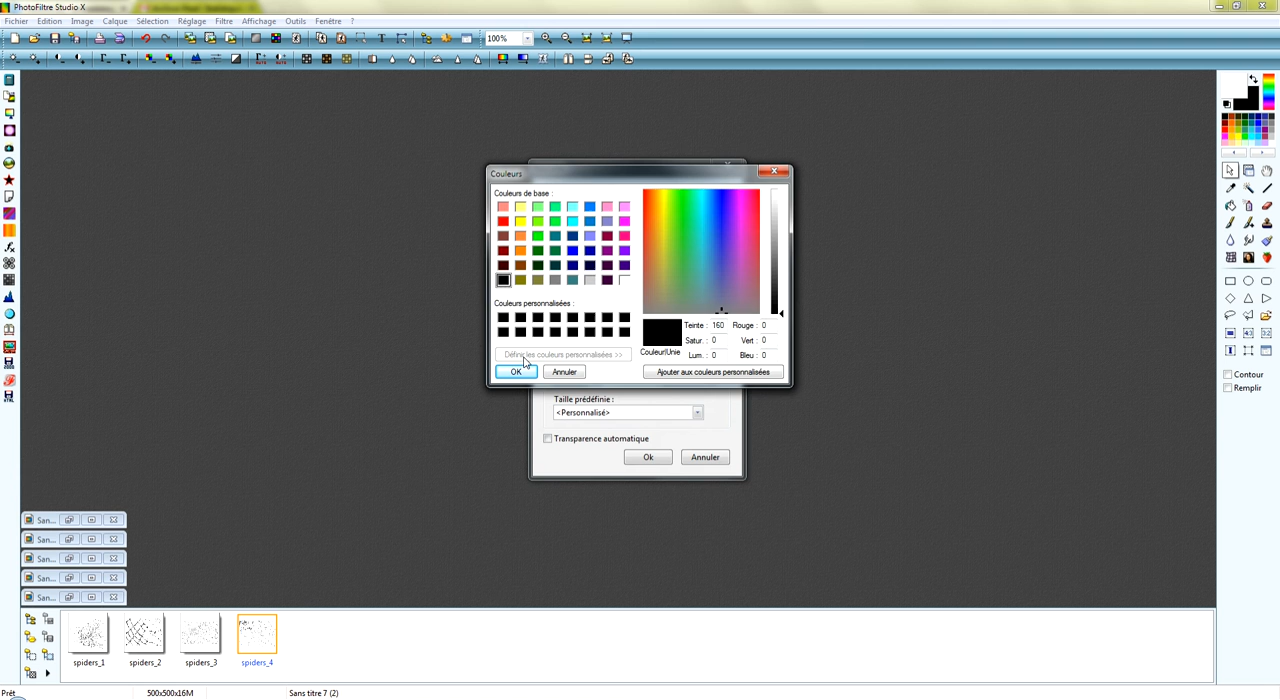 PhotoFiltre Studio X
Fichier Edition Image Calque Sélection Réglage Filtre Affichage Outils Fenêtre ?
100%
Couleurs
Couleurs de base :
Couleurs personnalisées :
Définir les couleurs personnalisées >>
OK Annuler
Teinte : 160 Rouge : 0
Satur. : 0 Vert : 0
Couleur|Unie Lum. : 0 Bleu : 0
Ajouter aux couleurs personnalisées
Taille prédéfinie :
<Personnalisé>
Transparence automatique
Ok Annuler
Contour
Remplir
San...
San...
San...
San...
San...
spiders_1 spiders_2 spiders_3 spiders_4
Prêt 500x500x16M Sans titre 7 (2)